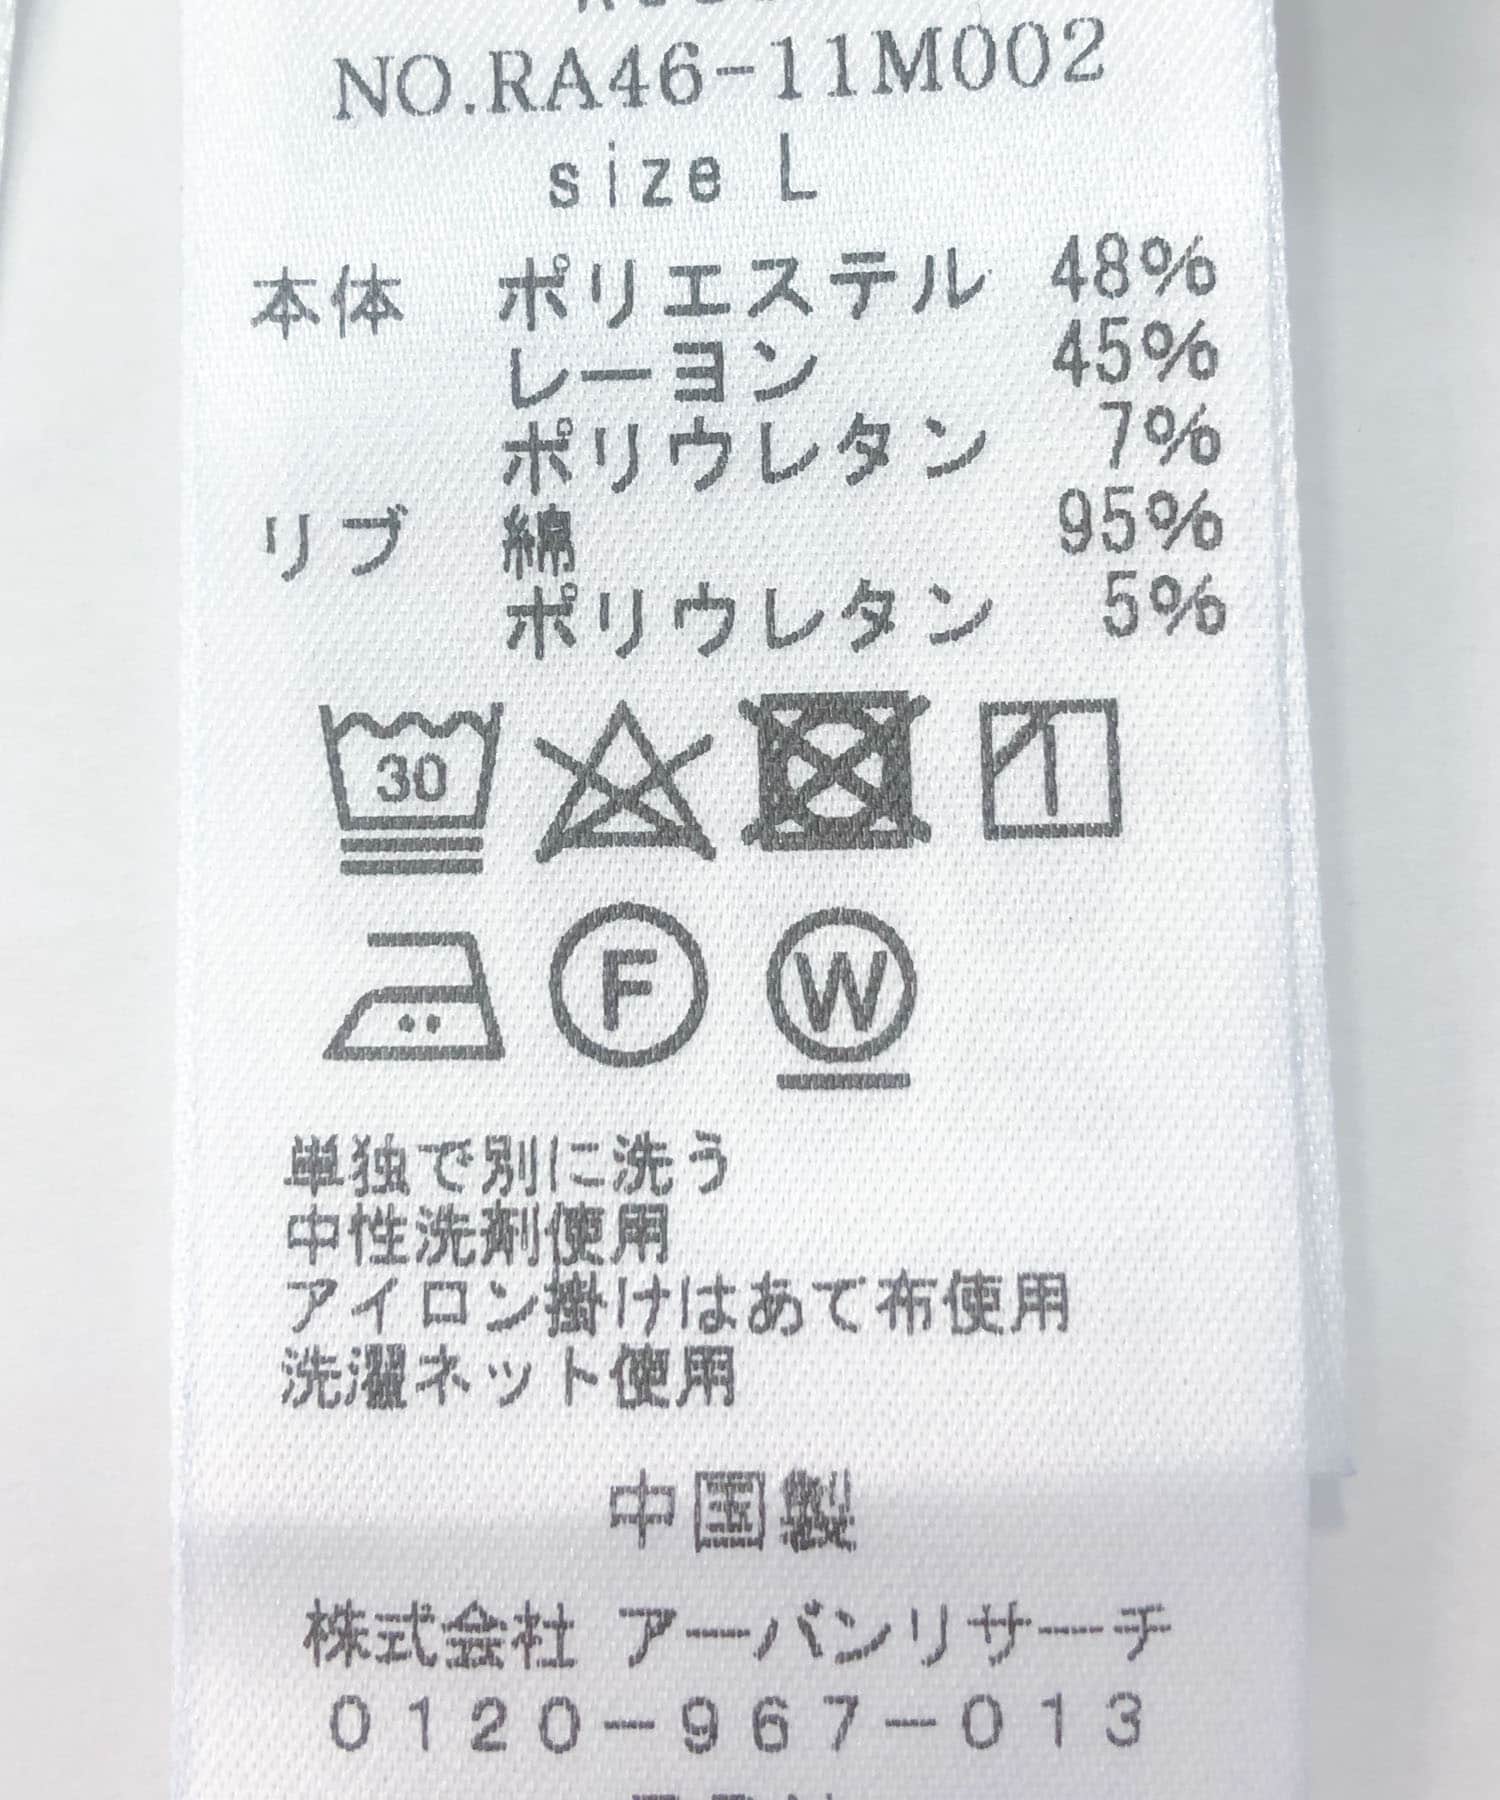 NO.RA46-11M002
size L
本体 ポリエステル 48%
レーヨン 45%
ポリウレタン 7%
リブ 綿 95%
ポリウレタン 5%
30
F W
単独で別に洗う
中性洗剤使用
アイロン掛けはあて布使用
洗濯ネット使用
中国製
株式会社 アーバンリサーチ
0120-967-013